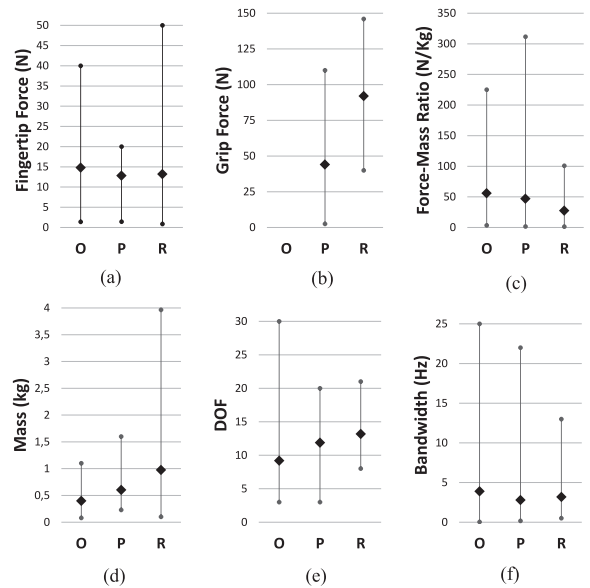 Fingertip Force (N)
50
45
40
35
30
25
20
15
10
5
0
O P R
(a)
Grip Force (N)
150
125
100
75
50
25
0
O P R
(b)
Force-Mass Ratio (N/Kg)
350
300
250
200
150
100
50
0
O P R
(c)
Mass (kg)
4
3,5
3
2,5
2
1,5
1
0,5
0
O P R
(d)
DOF
30
25
20
15
10
5
0
O P R
(e)
Bandwidth (Hz)
25
20
15
10
5
0
O P R
(f)